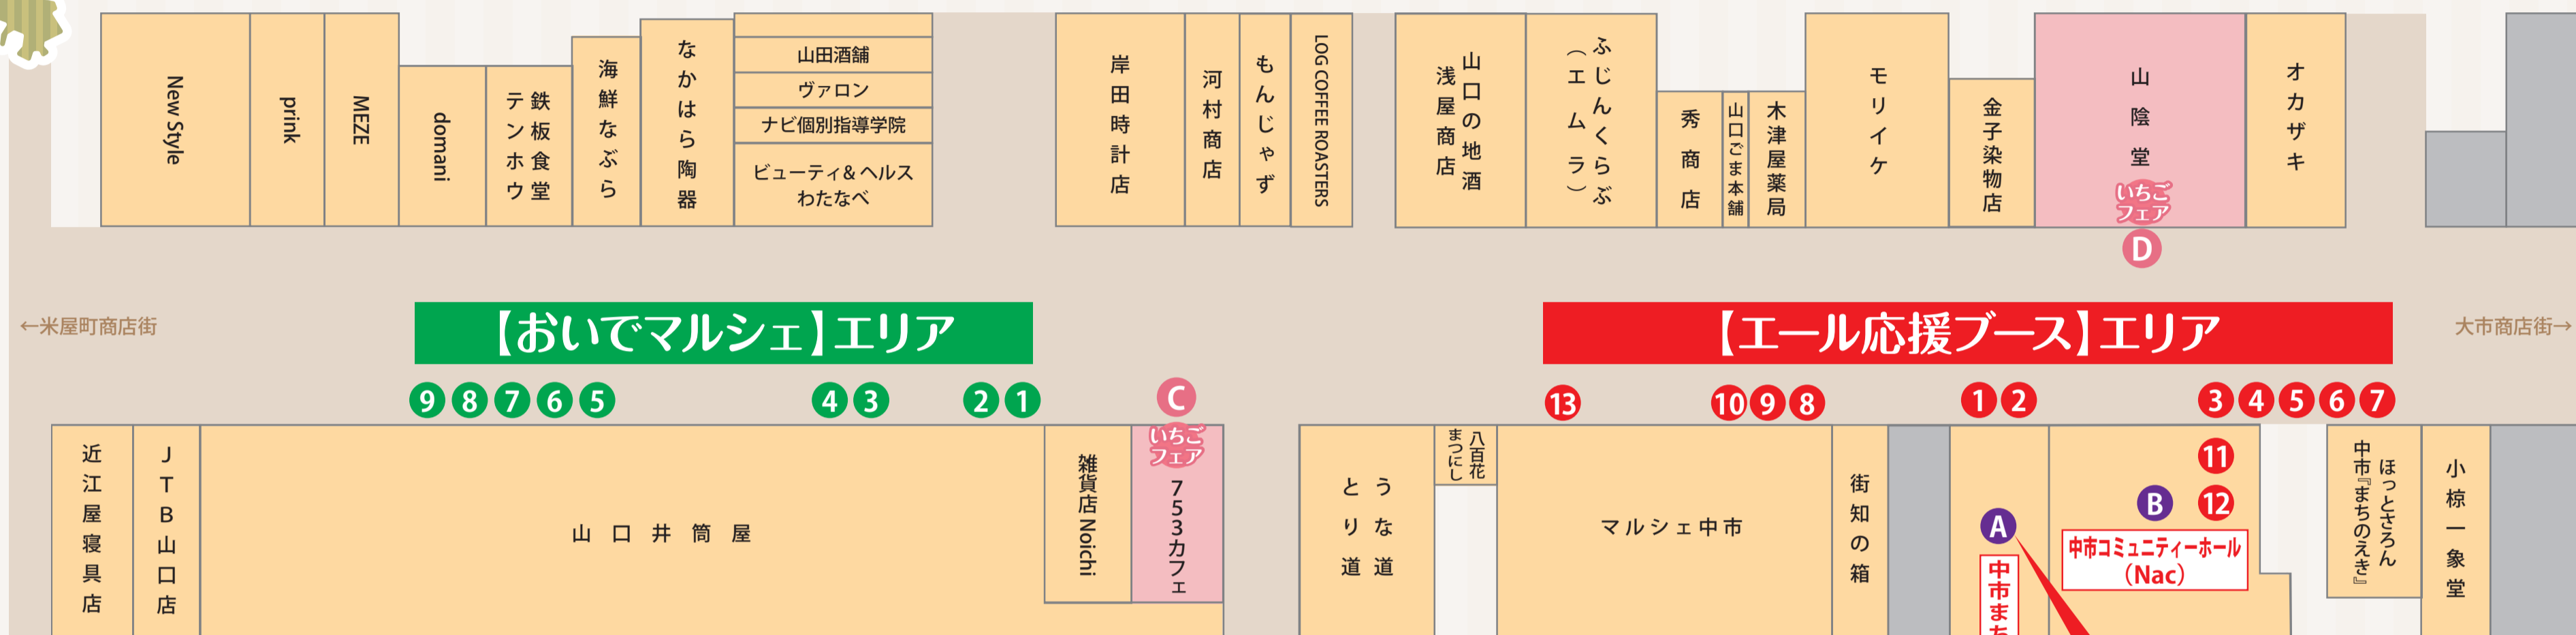 New Style
prink
MEZE
domani
鉄板食堂
テンホウ
海鮮なぶら
なかはら陶器
山田酒舗
ヴァロン
ナビ個別指導学院
ビューティ&ヘルス
わたなべ
岸田時計店
河村商店
もんじゃず
LOG COFFEE ROASTERS
山口の地酒
浅屋商店
ふじんくらぶ
（エムラ）
秀商店
山口ごま本舗
木津屋薬局
モリイケ
金子染物店
山陰堂
いちご
フェア
D
オカザキ
←米屋町商店街
【おいでマルシェ】エリア
【エール応援ブース】エリア
大市商店街→
9 8 7 6 5 4 3 2 1
C
13 10 9 8 1 2 3 4 5 6 7
近江屋寝具店
JTB山口店
山口井筒屋
雑貨店 Noichi
いちご
フェア
753カフェ
うな道
とり道
八百花
まつにし
マルシェ中市
街知の箱
A
中市まち
B
11
12
中市コミュニティーホール
（Nac）
ほっとさろん
中市『まちのえき』
小椋一象堂